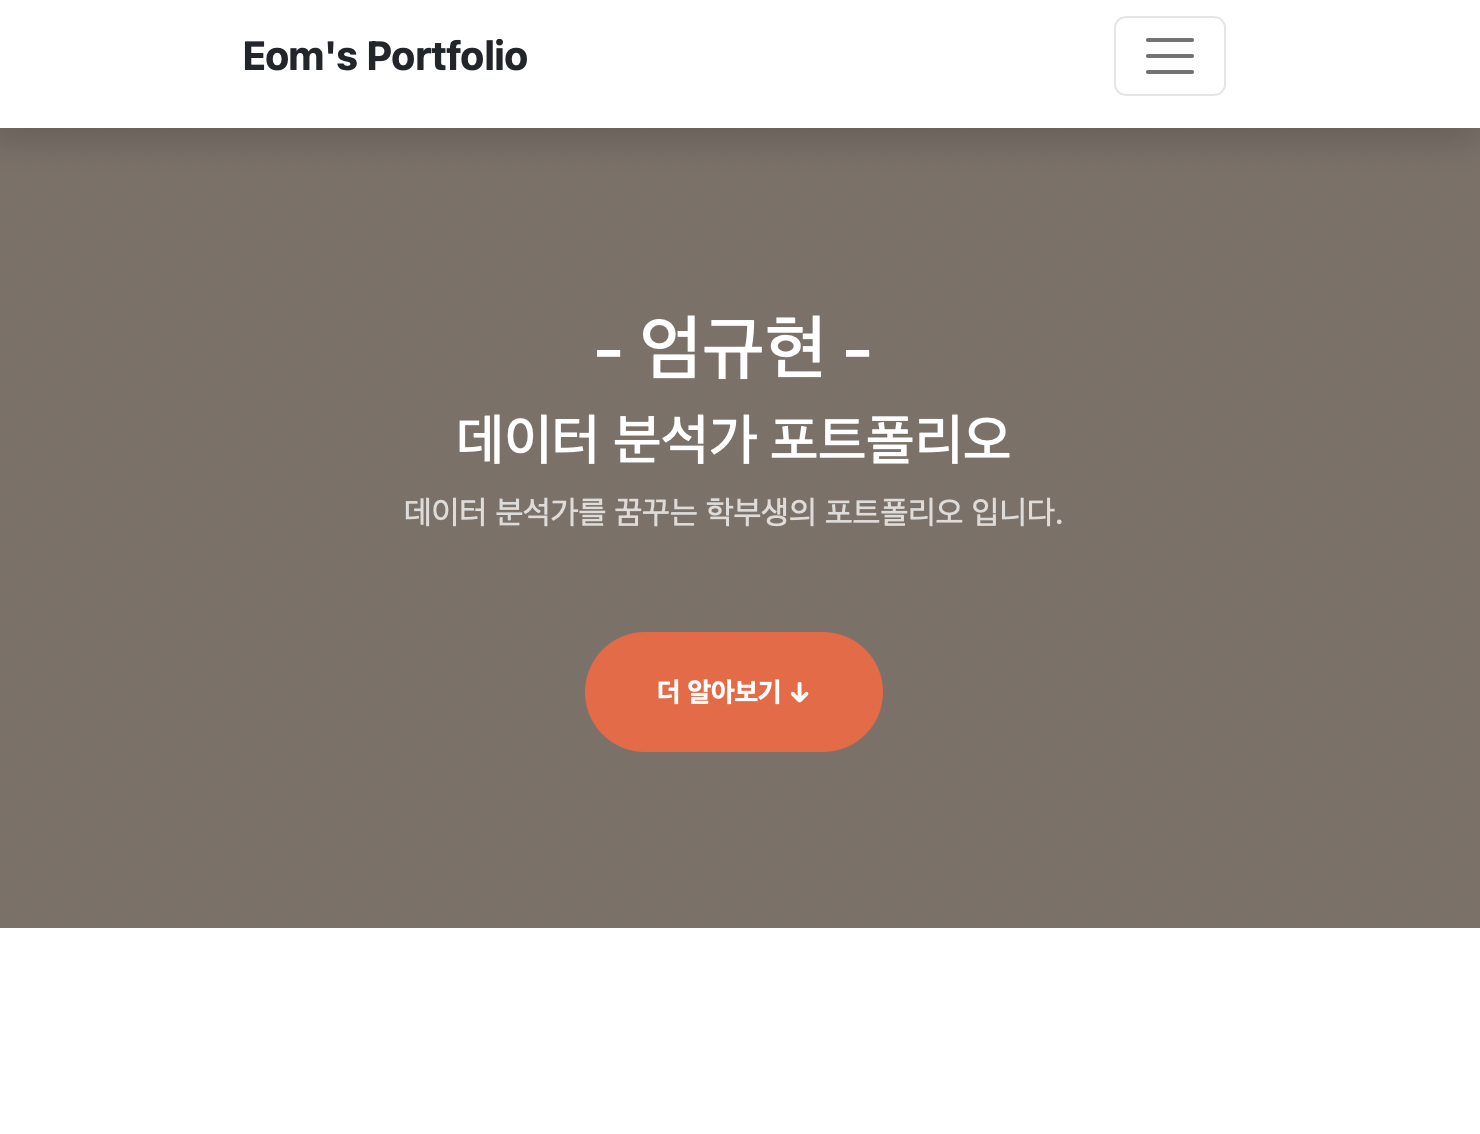 Eom's Portfolio
- 엄규현 -
데이터 분석가 포트폴리오
데이터 분석가를 꿈꾸는 학부생의 포트폴리오 입니다.
더 알아보기 ↓